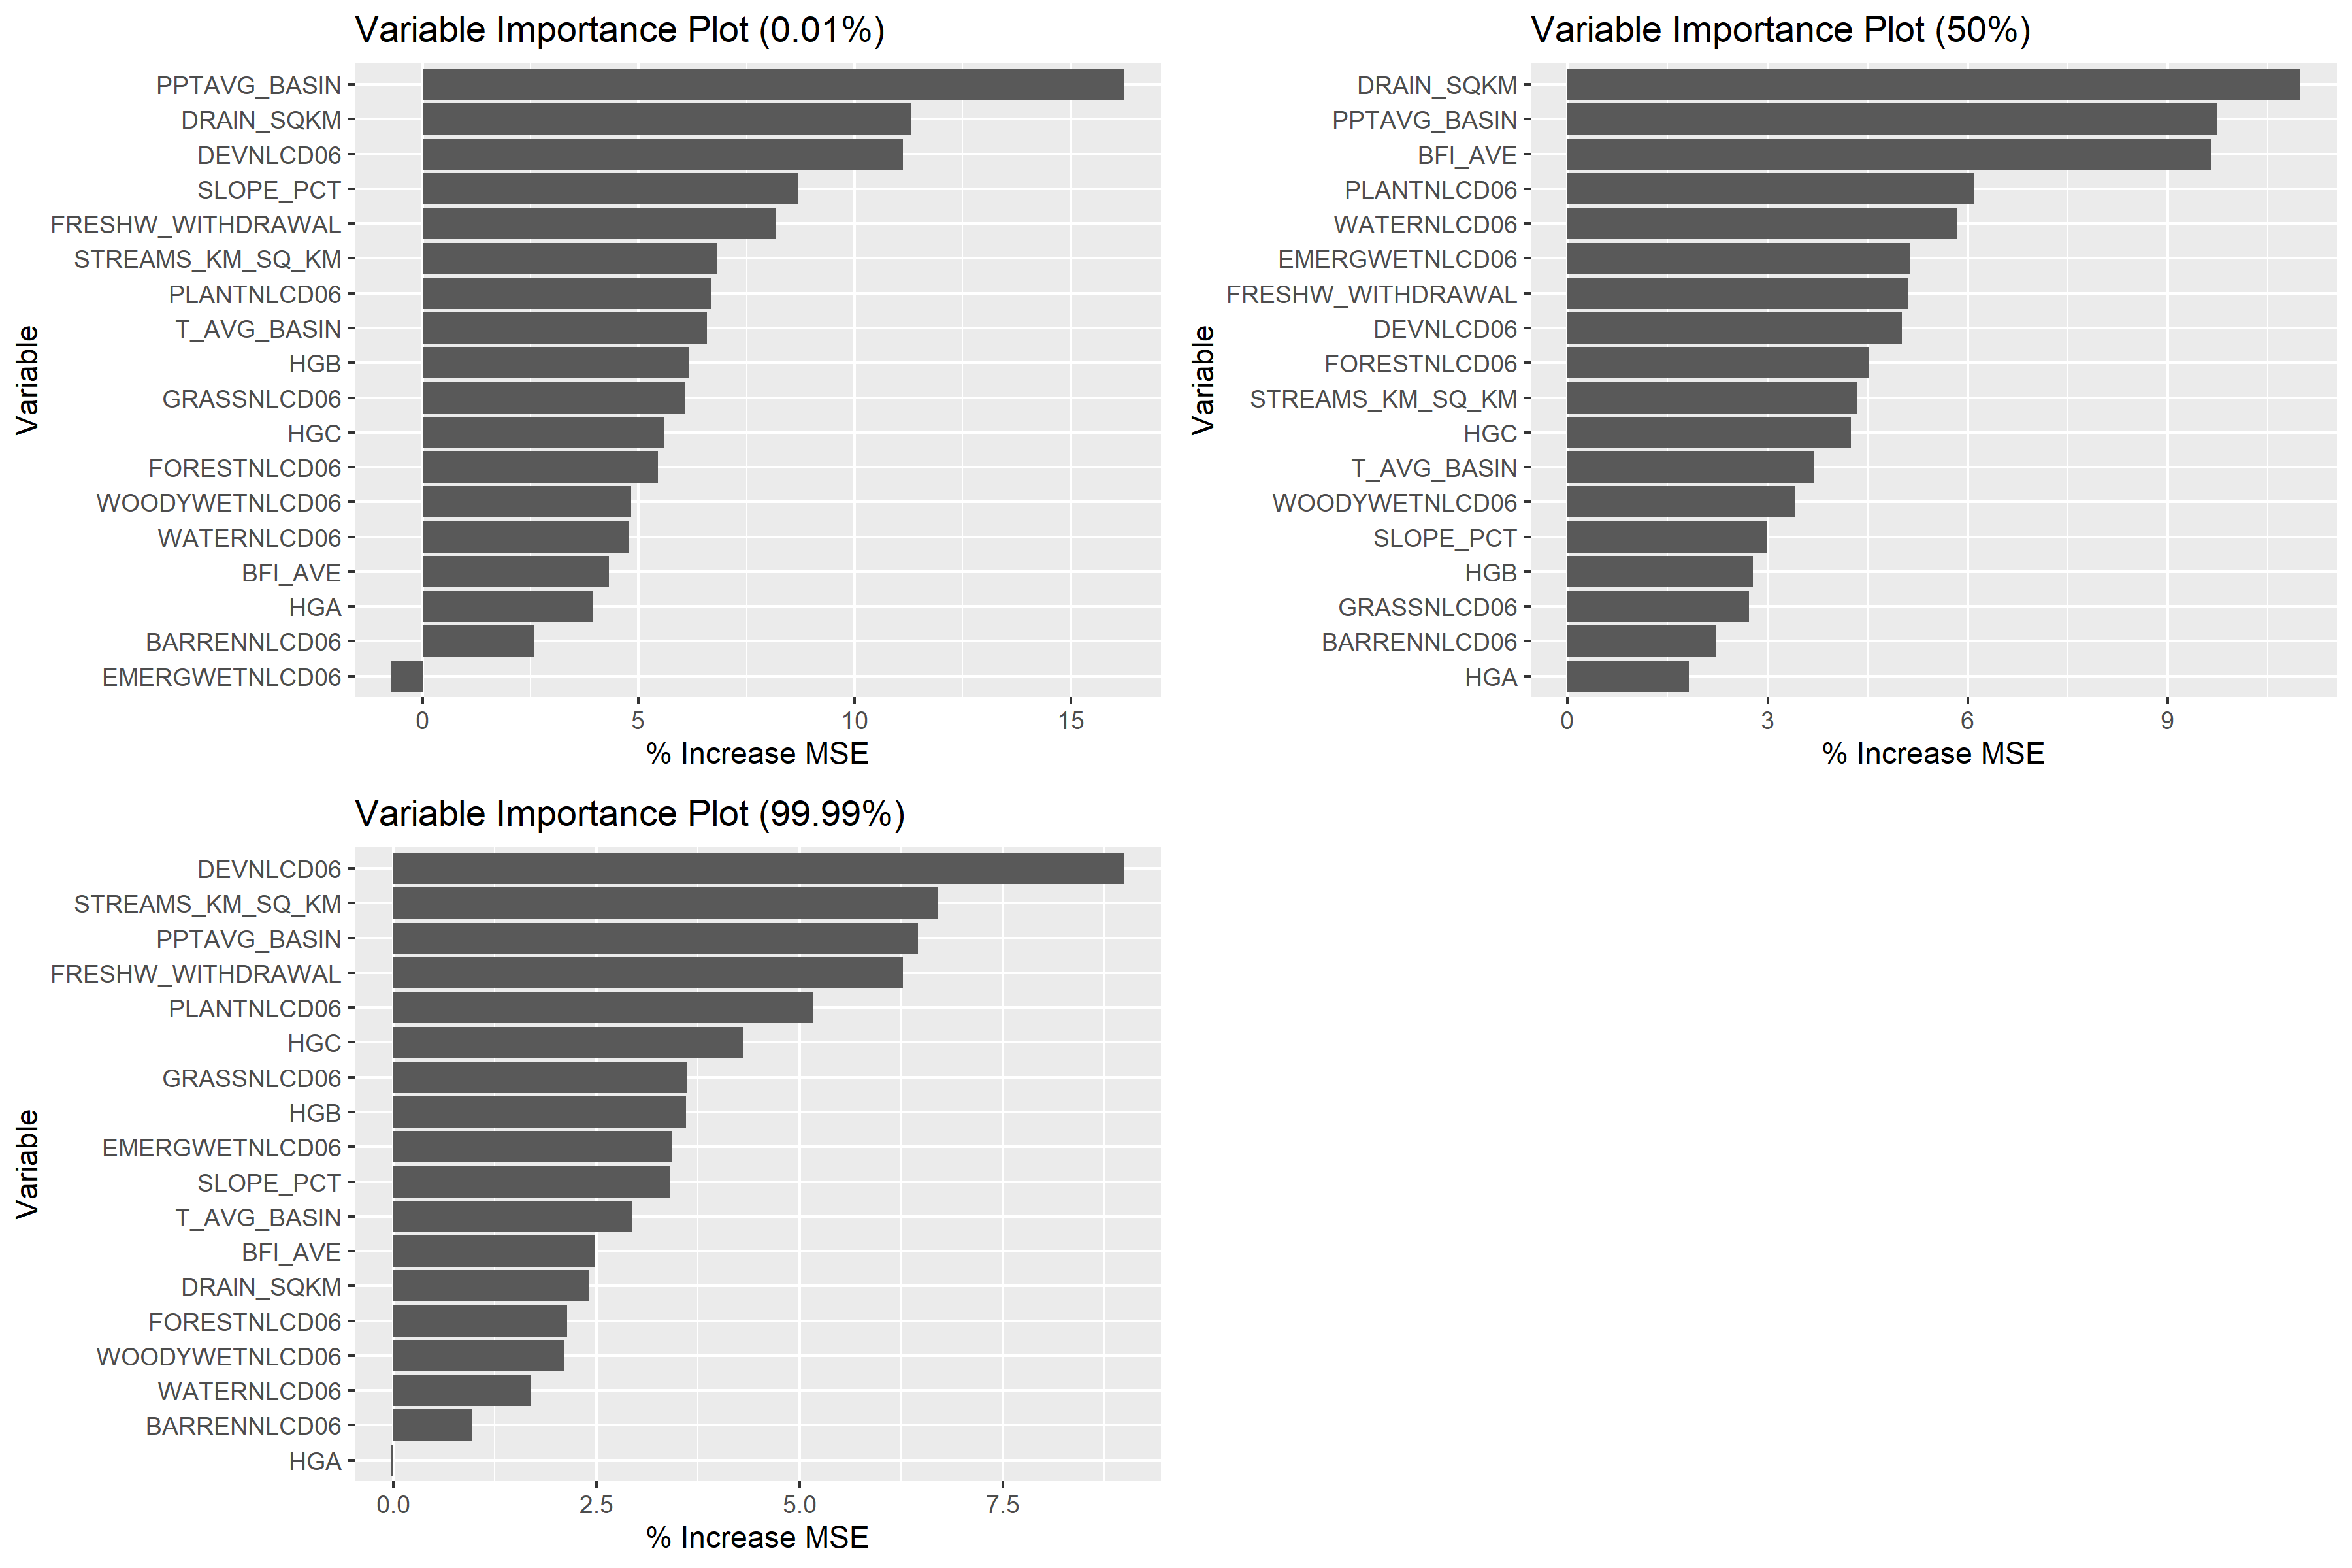 Variable Importance Plot (0.01%)
Variable
PPTAVG_BASIN
DRAIN_SQKM
DEVNLCD06
SLOPE_PCT
FRESHW_WITHDRAWAL
STREAMS_KM_SQ_KM
PLANTNLCD06
T_AVG_BASIN
HGB
GRASSNLCD06
HGC
FORESTNLCD06
WOODYWETNLCD06
WATERNLCD06
BFI_AVE
HGA
BARRENNLCD06
EMERGWETNLCD06
0 5 10 15
% Increase MSE
Variable Importance Plot (50%)
Variable
DRAIN_SQKM
PPTAVG_BASIN
BFI_AVE
PLANTNLCD06
WATERNLCD06
EMERGWETNLCD06
FRESHW_WITHDRAWAL
DEVNLCD06
FORESTNLCD06
STREAMS_KM_SQ_KM
HGC
T_AVG_BASIN
WOODYWETNLCD06
SLOPE_PCT
HGB
GRASSNLCD06
BARRENNLCD06
HGA
0 3 6 9
% Increase MSE
Variable Importance Plot (99.99%)
Variable
DEVNLCD06
STREAMS_KM_SQ_KM
PPTAVG_BASIN
FRESHW_WITHDRAWAL
PLANTNLCD06
HGC
GRASSNLCD06
HGB
EMERGWETNLCD06
SLOPE_PCT
T_AVG_BASIN
BFI_AVE
DRAIN_SQKM
FORESTNLCD06
WOODYWETNLCD06
WATERNLCD06
BARRENNLCD06
HGA
0.0 2.5 5.0 7.5
% Increase MSE